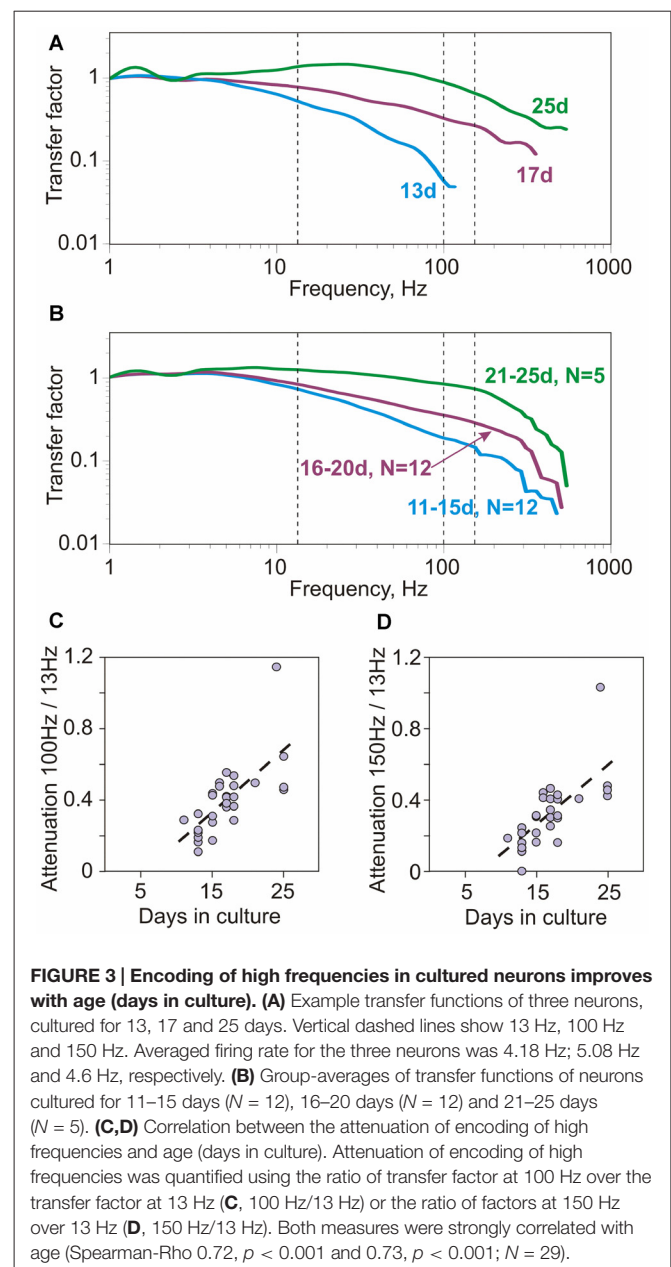 A
Transfer factor
1
0.1
0.01
25d
17d
13d
1
10
100
1000
Frequency, Hz
B
Transfer factor
1
0.1
0.01
21-25d, N=5
16-20d, N=12
11-15d, N=12
1
10
100
1000
Frequency, Hz
C
Attenuation 100Hz / 13Hz
1.2
0.8
0.4
0
5
15
25
Days in culture
D
Attenuation 150Hz / 13Hz
1.2
0.8
0.4
0
5
15
25
Days in culture
FIGURE 3 | Encoding of high frequencies in cultured neurons improves
with age (days in culture). (A) Example transfer functions of three neurons,
cultured for 13, 17 and 25 days. Vertical dashed lines show 13 Hz, 100 Hz
and 150 Hz. Averaged firing rate for the three neurons was 4.18 Hz; 5.08 Hz
and 4.6 Hz, respectively. (B) Group-averages of transfer functions of neurons
cultured for 11–15 days (N = 12), 16–20 days (N = 12) and 21–25 days
(N = 5). (C,D) Correlation between the attenuation of encoding of high
frequencies and age (days in culture). Attenuation of encoding of high
frequencies was quantified using the ratio of transfer factor at 100 Hz over the
transfer factor at 13 Hz (C, 100 Hz/13 Hz) or the ratio of factors at 150 Hz
over 13 Hz (D, 150 Hz/13 Hz). Both measures were strongly correlated with
age (Spearman-Rho 0.72, p < 0.001 and 0.73, p < 0.001; N = 29).